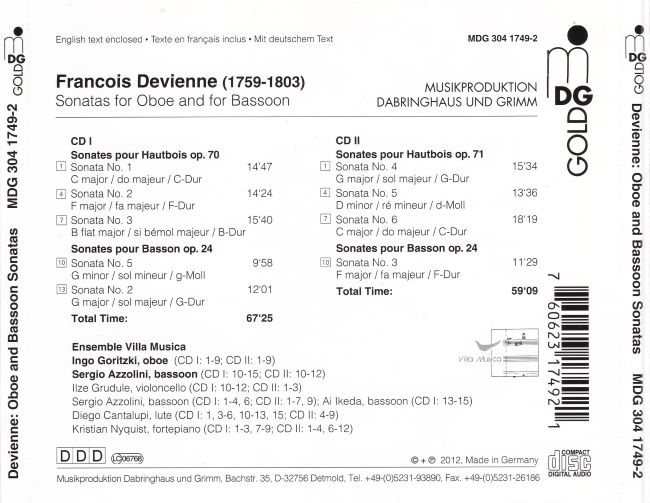 Devienne: Oboe and Bassoon Sonatas MDG 304 1749-2
MDG
GOLD
English text enclosed • Texte en français inclus • Mit deutschem Text
MDG 304 1749-2
Francois Devienne (1759-1803)
Sonatas for Oboe and for Bassoon
MUSIKPRODUKTION
DABRINGHAUS UND GRIMM
MDG
GOLD
CD I
Sonates pour Hautbois op. 70
1 Sonata No. 1 14'47
C major / do majeur / C-Dur
4 Sonata No. 2 14'24
F major / fa majeur / F-Dur
7 Sonata No. 3 15'40
B flat major / si bémol majeur / B-Dur
Sonates pour Basson op. 24
10 Sonata No. 5 9'58
G minor / sol mineur / g-Moll
13 Sonata No. 2 12'01
G major / sol majeur / G-Dur
Total Time: 67'25
CD II
Sonates pour Hautbois op. 71
1 Sonata No. 4 15'34
G major / sol majeur / G-Dur
4 Sonata No. 5 13'36
D minor / ré mineur / d-Moll
7 Sonata No. 6 18'19
C major / do majeur / C-Dur
Sonates pour Basson op. 24
10 Sonata No. 3 11'29
F major / fa majeur / F-Dur
Total Time: 59'09
Ensemble Villa Musica
Ingo Goritzki, oboe (CD I: 1-9; CD II: 1-9)
Sergio Azzolini, bassoon (CD I: 10-15; CD II: 10-12)
Ilze Grudule, violoncello (CD I: 10-12; CD II: 1-3)
Sergio Azzolini, bassoon (CD I: 1-4, 6; CD II: 1-7, 9); Ai Ikeda, bassoon (CD I: 13-15)
Diego Cantalupi, lute (CD I: 1, 3-6, 10-13, 15; CD II: 4-9)
Kristian Nyquist, fortepiano (CD I: 1-3, 7-9; CD II: 1-4, 6-12)
Villa Musica
7 60623 17492 1
DDD
LC 06768
© + ℗ 2012, Made in Germany
COMPACT
disc
DIGITAL AUDIO
Musikproduktion Dabringhaus und Grimm, Bachstr. 35, D-32756 Detmold, Tel. +49-(0)5231-93890, Fax. +49-(0)5231-26186
MDG
GOLD
Devienne: Oboe and Bassoon Sonatas MDG 304 1749-2